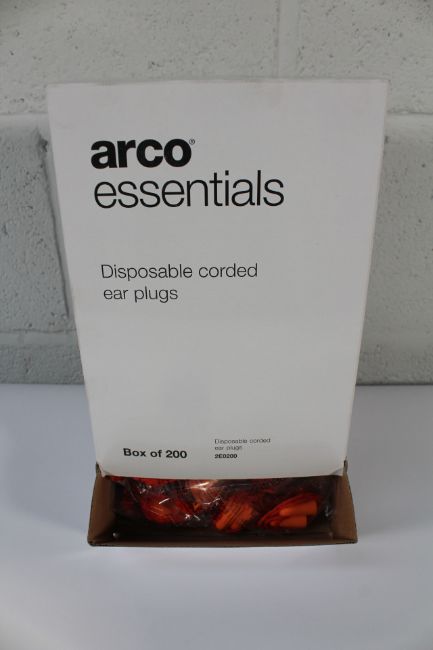 arco®
essentials
Disposable corded
ear plugs
Box of 200
Disposable corded
ear plugs
2E0200